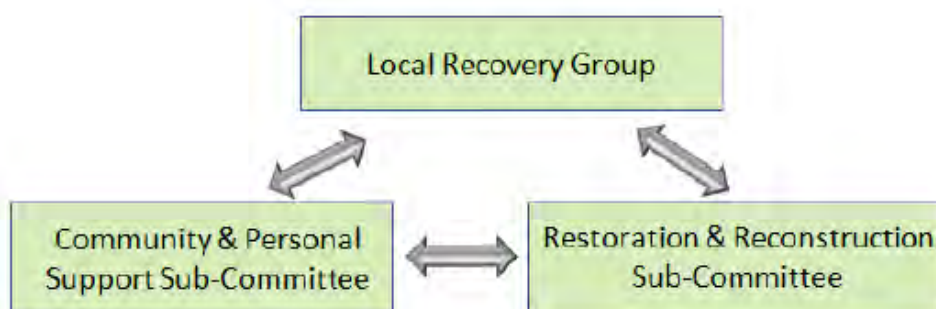 Local Recovery Group
Community & Personal
Support Sub-Committee
Restoration & Reconstruction
Sub-Committee